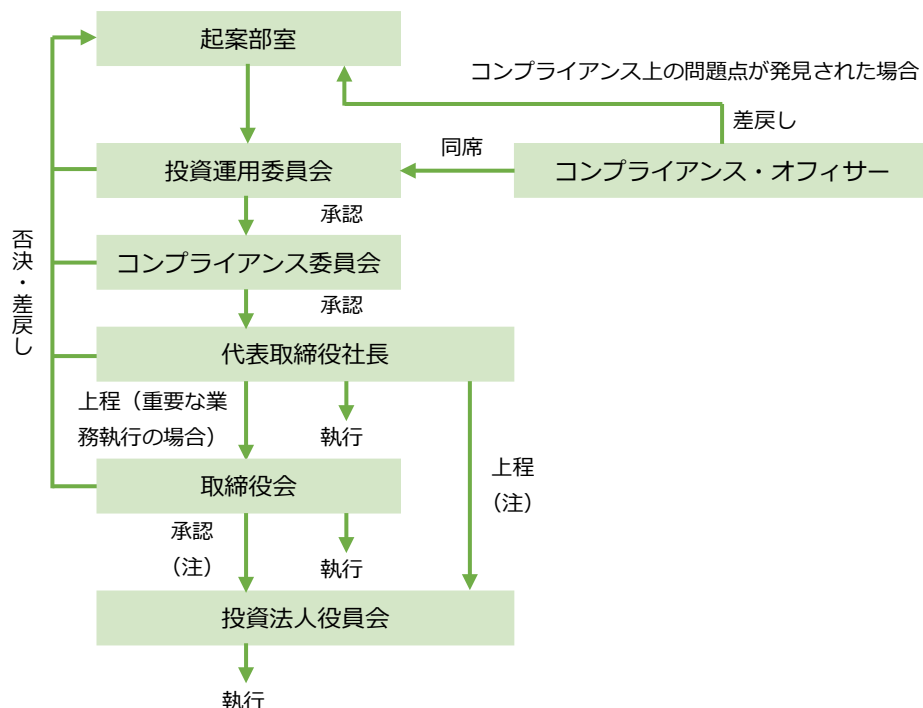 起案部室
コンプライアンス上の問題点が発見された場合
差戻し
同席
投資運用委員会
コンプライアンス・オフィサー
承認
否決・差戻し
コンプライアンス委員会
承認
代表取締役社長
上程（重要な業
務執行の場合）
執行
上程
（注）
取締役会
承認
（注）
執行
投資法人役員会
執行